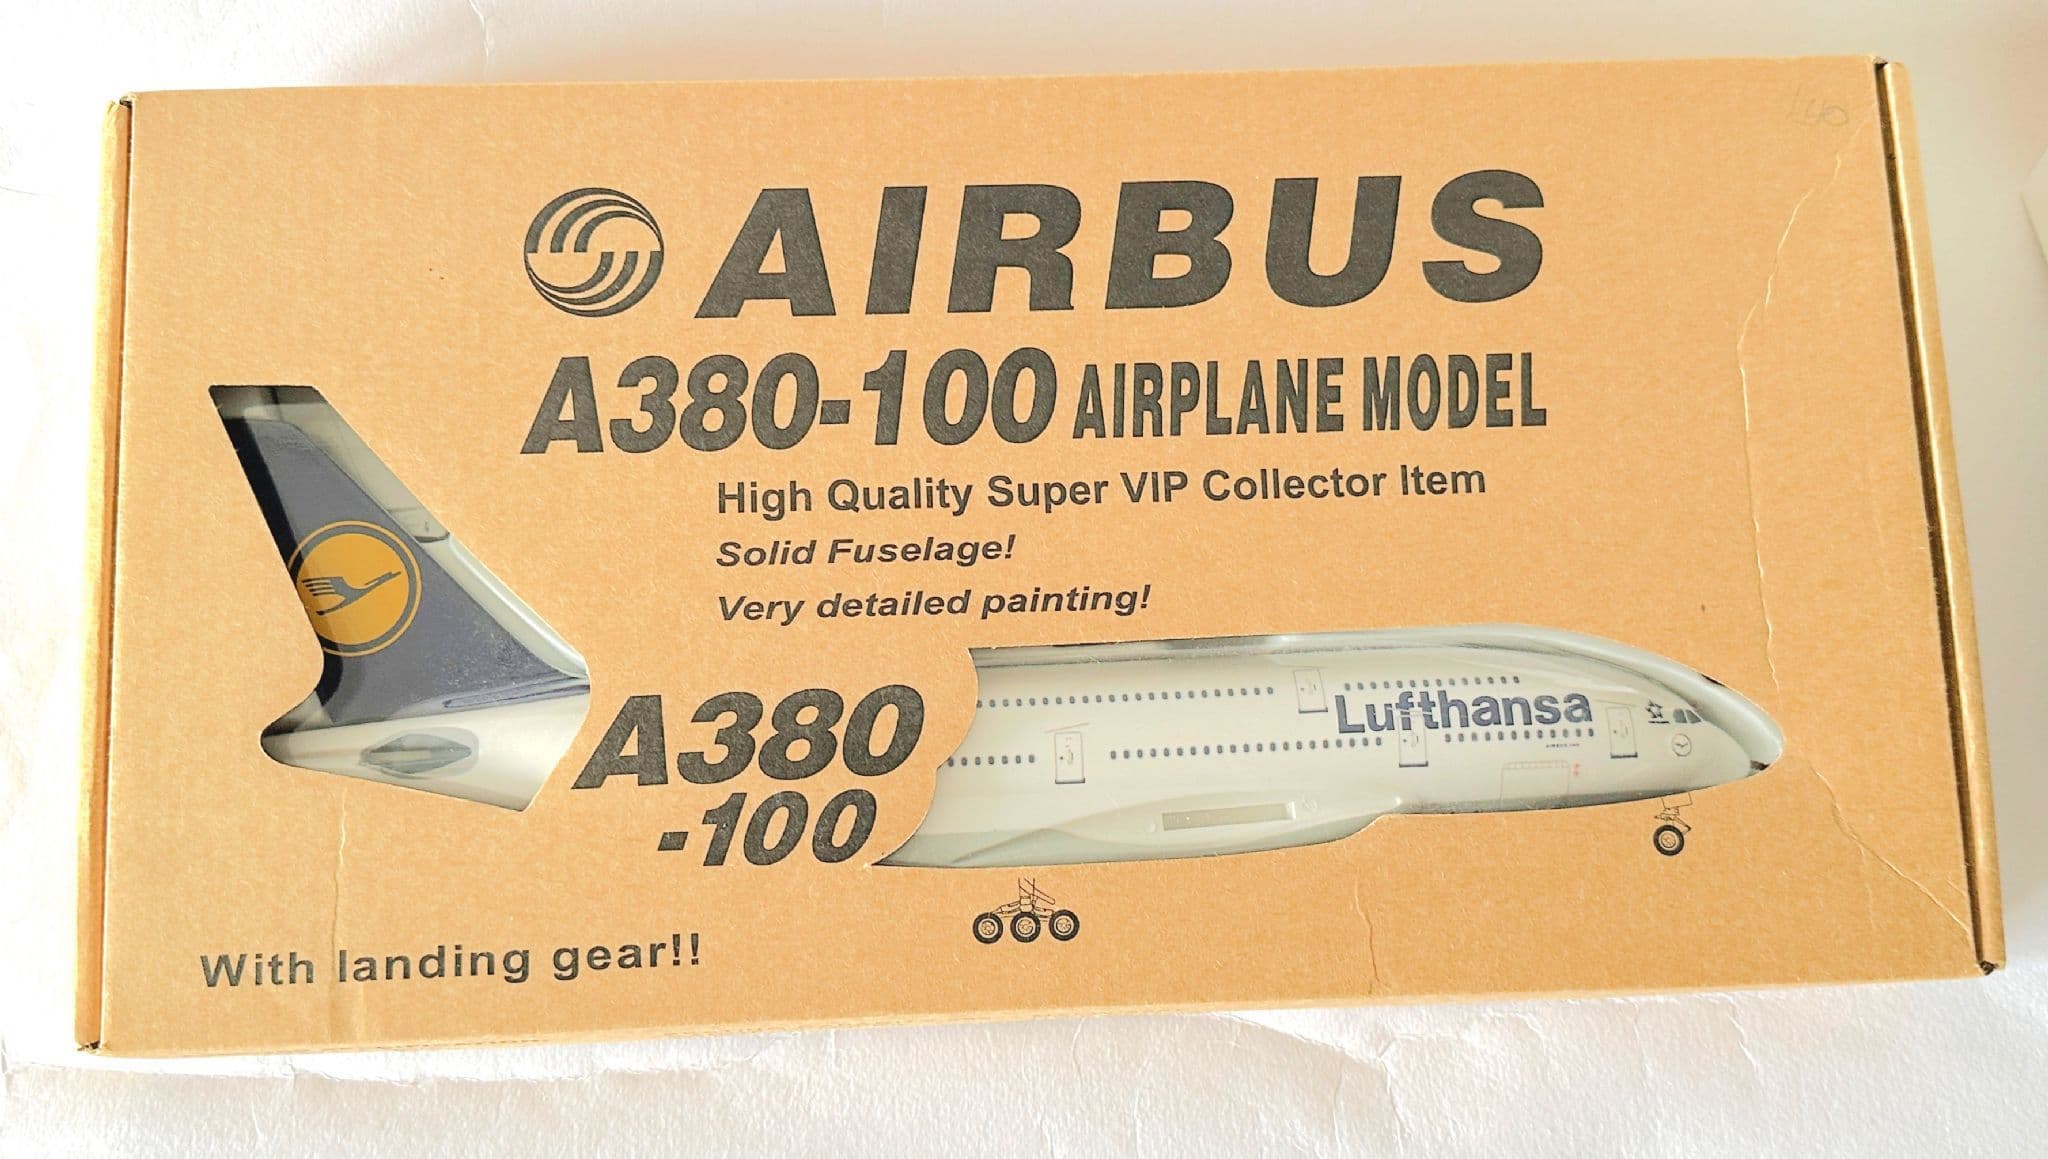 AIRBUS
A380-100 AIRPLANE MODEL
High Quality Super VIP Collector Item
Solid Fuselage!
Very detailed painting!
A380
-100
Lufthansa
With landing gear!!